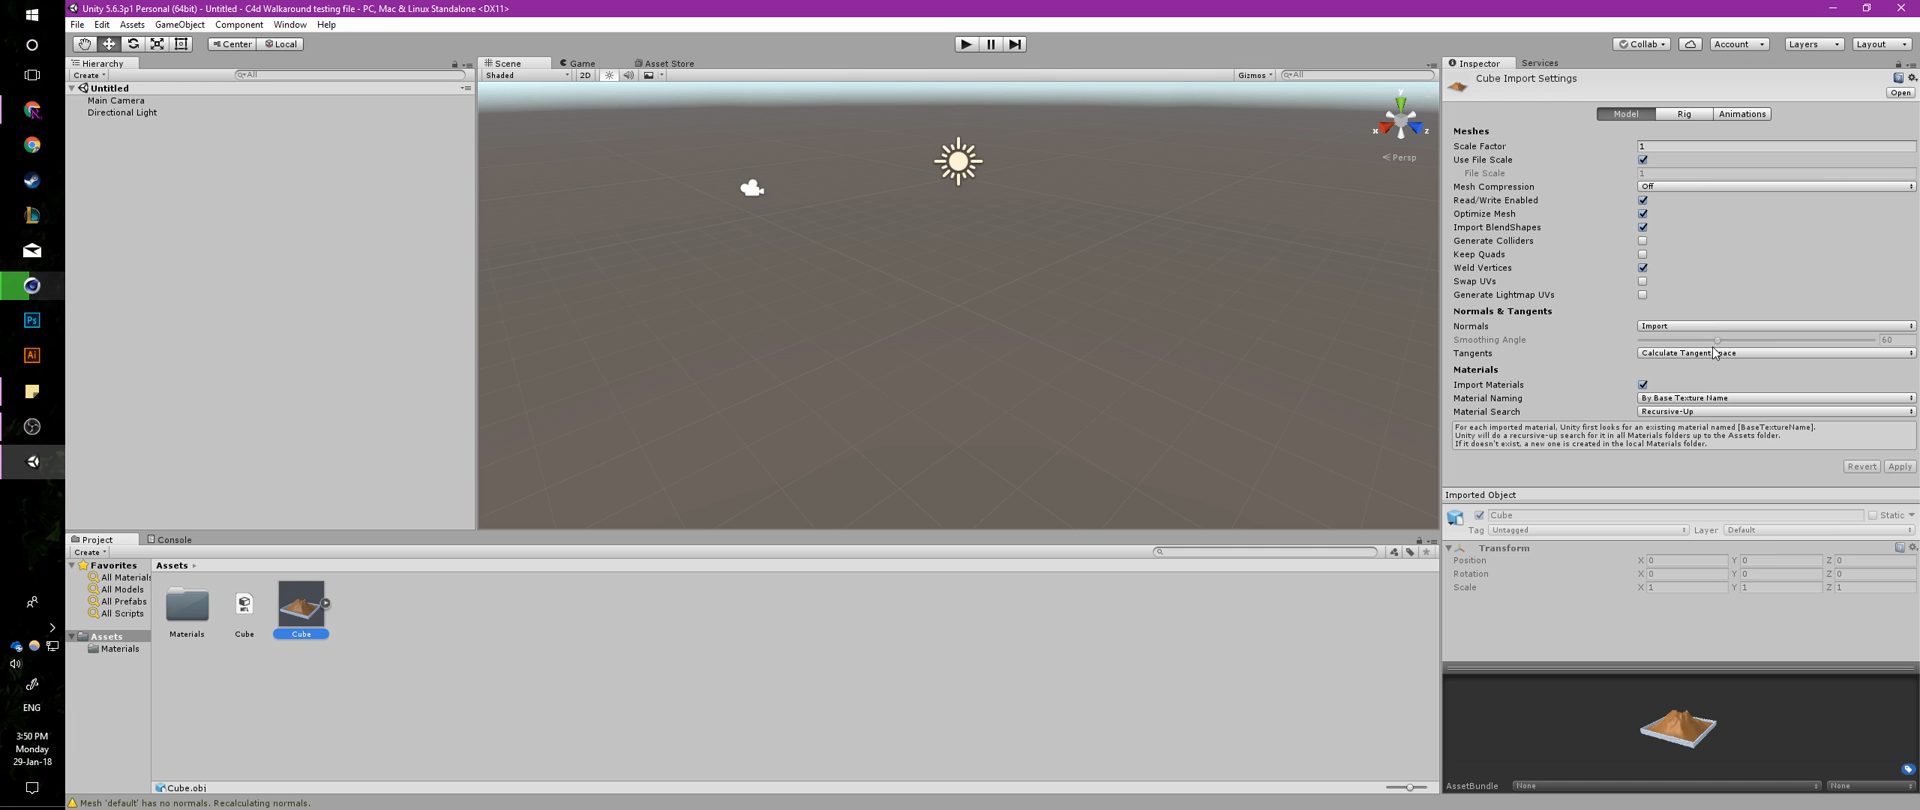 Unity 5.6.3p1 Personal (64bit) - Untitled - C4d Walkaround testing file - PC, Mac & Linux Standalone <DX11>
File Edit Assets GameObject Component Window Help
Center Local
Collab Account Layers Layout
Hierarchy
Create All
Untitled
Main Camera
Directional Light
Scene Game Asset Store
Shaded 2D Gizmos All
y
x z
Persp
Inspector Services
Cube Import Settings
Open
Model Rig Animations
Meshes
Scale Factor 1
Use File Scale
File Scale 1
Mesh Compression Off
Read/Write Enabled
Optimize Mesh
Import BlendShapes
Generate Colliders
Keep Quads
Weld Vertices
Swap UVs
Generate Lightmap UVs
Normals & Tangents
Normals Import
Smoothing Angle 60
Tangents Calculate Tangent Space
Materials
Import Materials
Material Naming By Base Texture Name
Material Search Recursive-Up
For each imported material, Unity first looks for an existing material named [BaseTextureName].
Unity will do a recursive-up search for it in all Materials folders up to the Assets folder.
If it doesn't exist, a new one is created in the local Materials folder.
Revert Apply
Imported Object
Cube Static
Tag Untagged Layer Default
Transform
Position X 0 Y 0 Z 0
Rotation X 0 Y 0 Z 0
Scale X 1 Y 1 Z 1
AssetBundle None None
Project Console
Create
Favorites
All Materials
All Models
All Prefabs
All Scripts
Assets
Materials
Assets
Materials Cube Cube
MTL
Cube.obj
Mesh 'default' has no normals. Recalculating normals.
Ps
Ai
ENG
3:50 PM
Monday
29-Jan-18